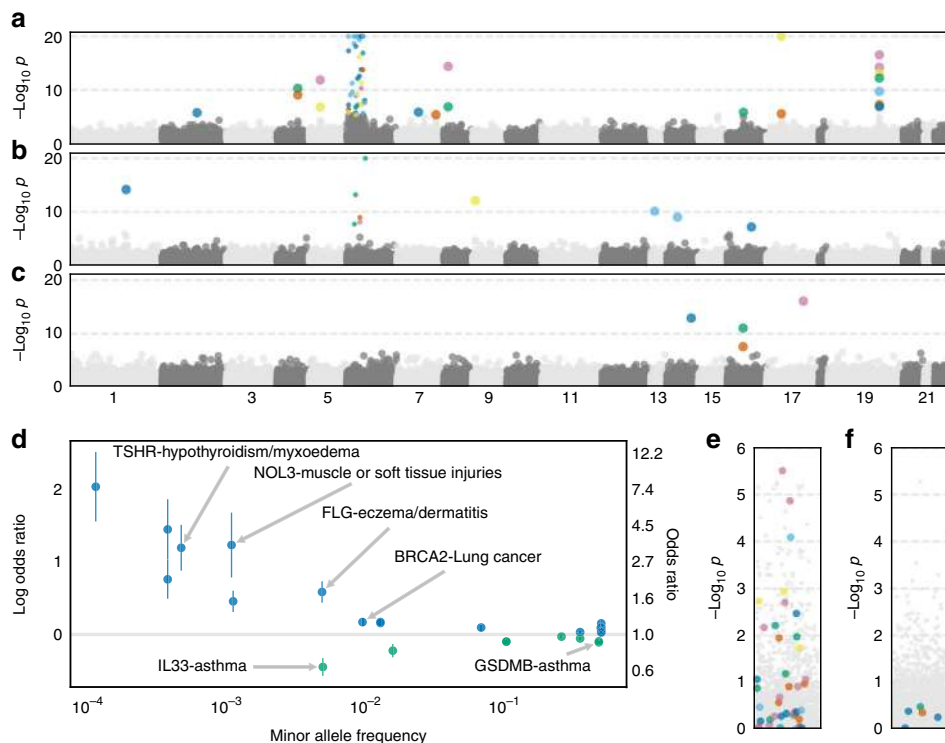 a
20
10
0
−Log10 p
b
20
10
0
−Log10 p
c
20
10
0
−Log10 p
1 3 5 7 9 11 13 15 17 19 21
d
TSHR-hypothyroidism/myxoedema
NOL3-muscle or soft tissue injuries
FLG-eczema/dermatitis
BRCA2-Lung cancer
IL33-asthma
GSDMB-asthma
Log odds ratio
2
1
0
12.2
7.4
4.5
2.7
1.6
1.0
0.6
Odds ratio
10−4 10−3 10−2 10−1
Minor allele frequency
e
6
5
4
3
2
1
0
−Log10 p
f
6
5
4
3
2
1
0
−Log10 p